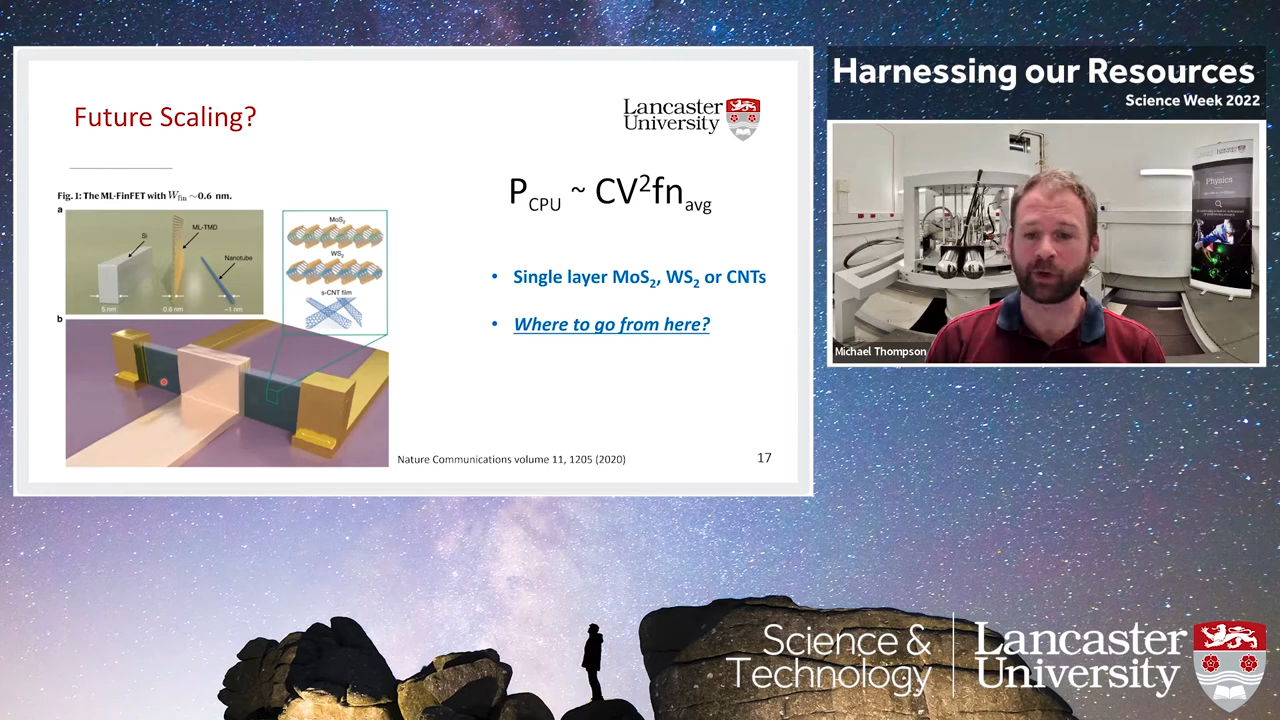 Future Scaling?
Lancaster
University
Fig. 1: The ML-FinFET with Wfin ∼0.6 nm.
a
Si
ML-TMD
Nanotube
5 nm
0.6 nm
~1 nm
MoS2
WS2
s-CNT film
b
PCPU ~ CV2fnavg
• Single layer MoS2, WS2 or CNTs
• Where to go from here?
Nature Communications volume 11, 1205 (2020)
17
Harnessing our Resources
Science Week 2022
Physics
Michael Thompson
Science &
Technology
Lancaster
University